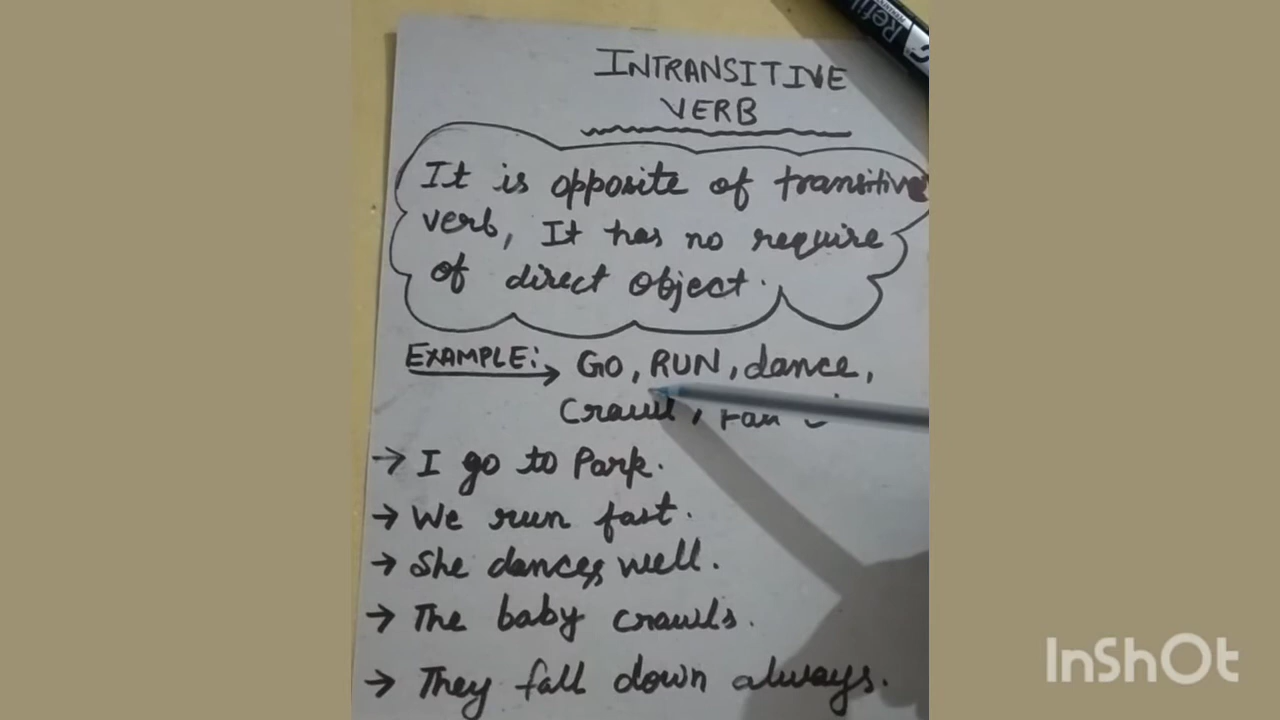 Refil
INTRANSITIVE
VERB
It is opposite of transitive
verb, It has no require
of direct object.
EXAMPLE: → GO, RUN, dance,
Crawl,
→ I go to Park.
→ We run fast.
→ She dances well.
→ The baby crawls.
→ They fall down always.
InShOt